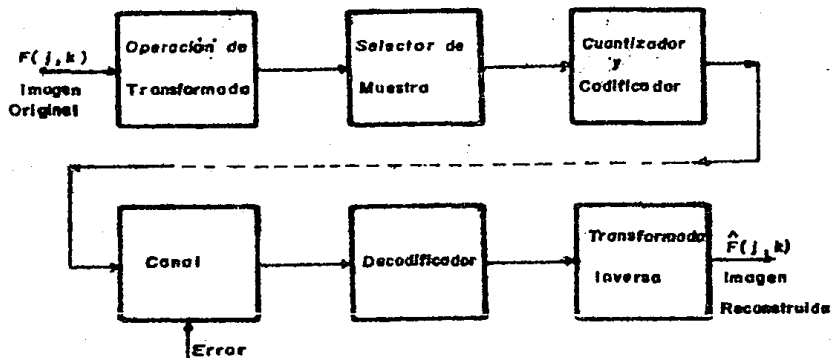 F(j,k)
Imagen
Original
Operación de
Transformada
Selector de
Muestra
Cuantizador
y
Codificador
Canal
Error
Decodificador
Transformada
Inversa
F̂(j,k)
Imagen
Reconstruida